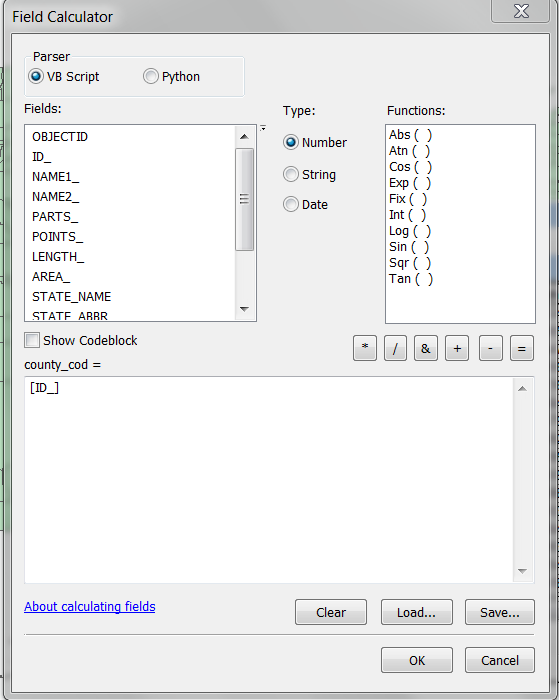 Field Calculator
Parser
VB Script
Python
Fields:
OBJECTID
ID_
NAME1_
NAME2_
PARTS_
POINTS_
LENGTH_
AREA_
STATE_NAME
STATE_ABBR
Type:
Number
String
Date
Functions:
Abs (  )
Atn (  )
Cos (  )
Exp (  )
Fix (  )
Int (  )
Log (  )
Sin (  )
Sqr (  )
Tan (  )
Show Codeblock
* / & + - =
county_cod =
[ID_]
About calculating fields
Clear
Load...
Save...
OK
Cancel